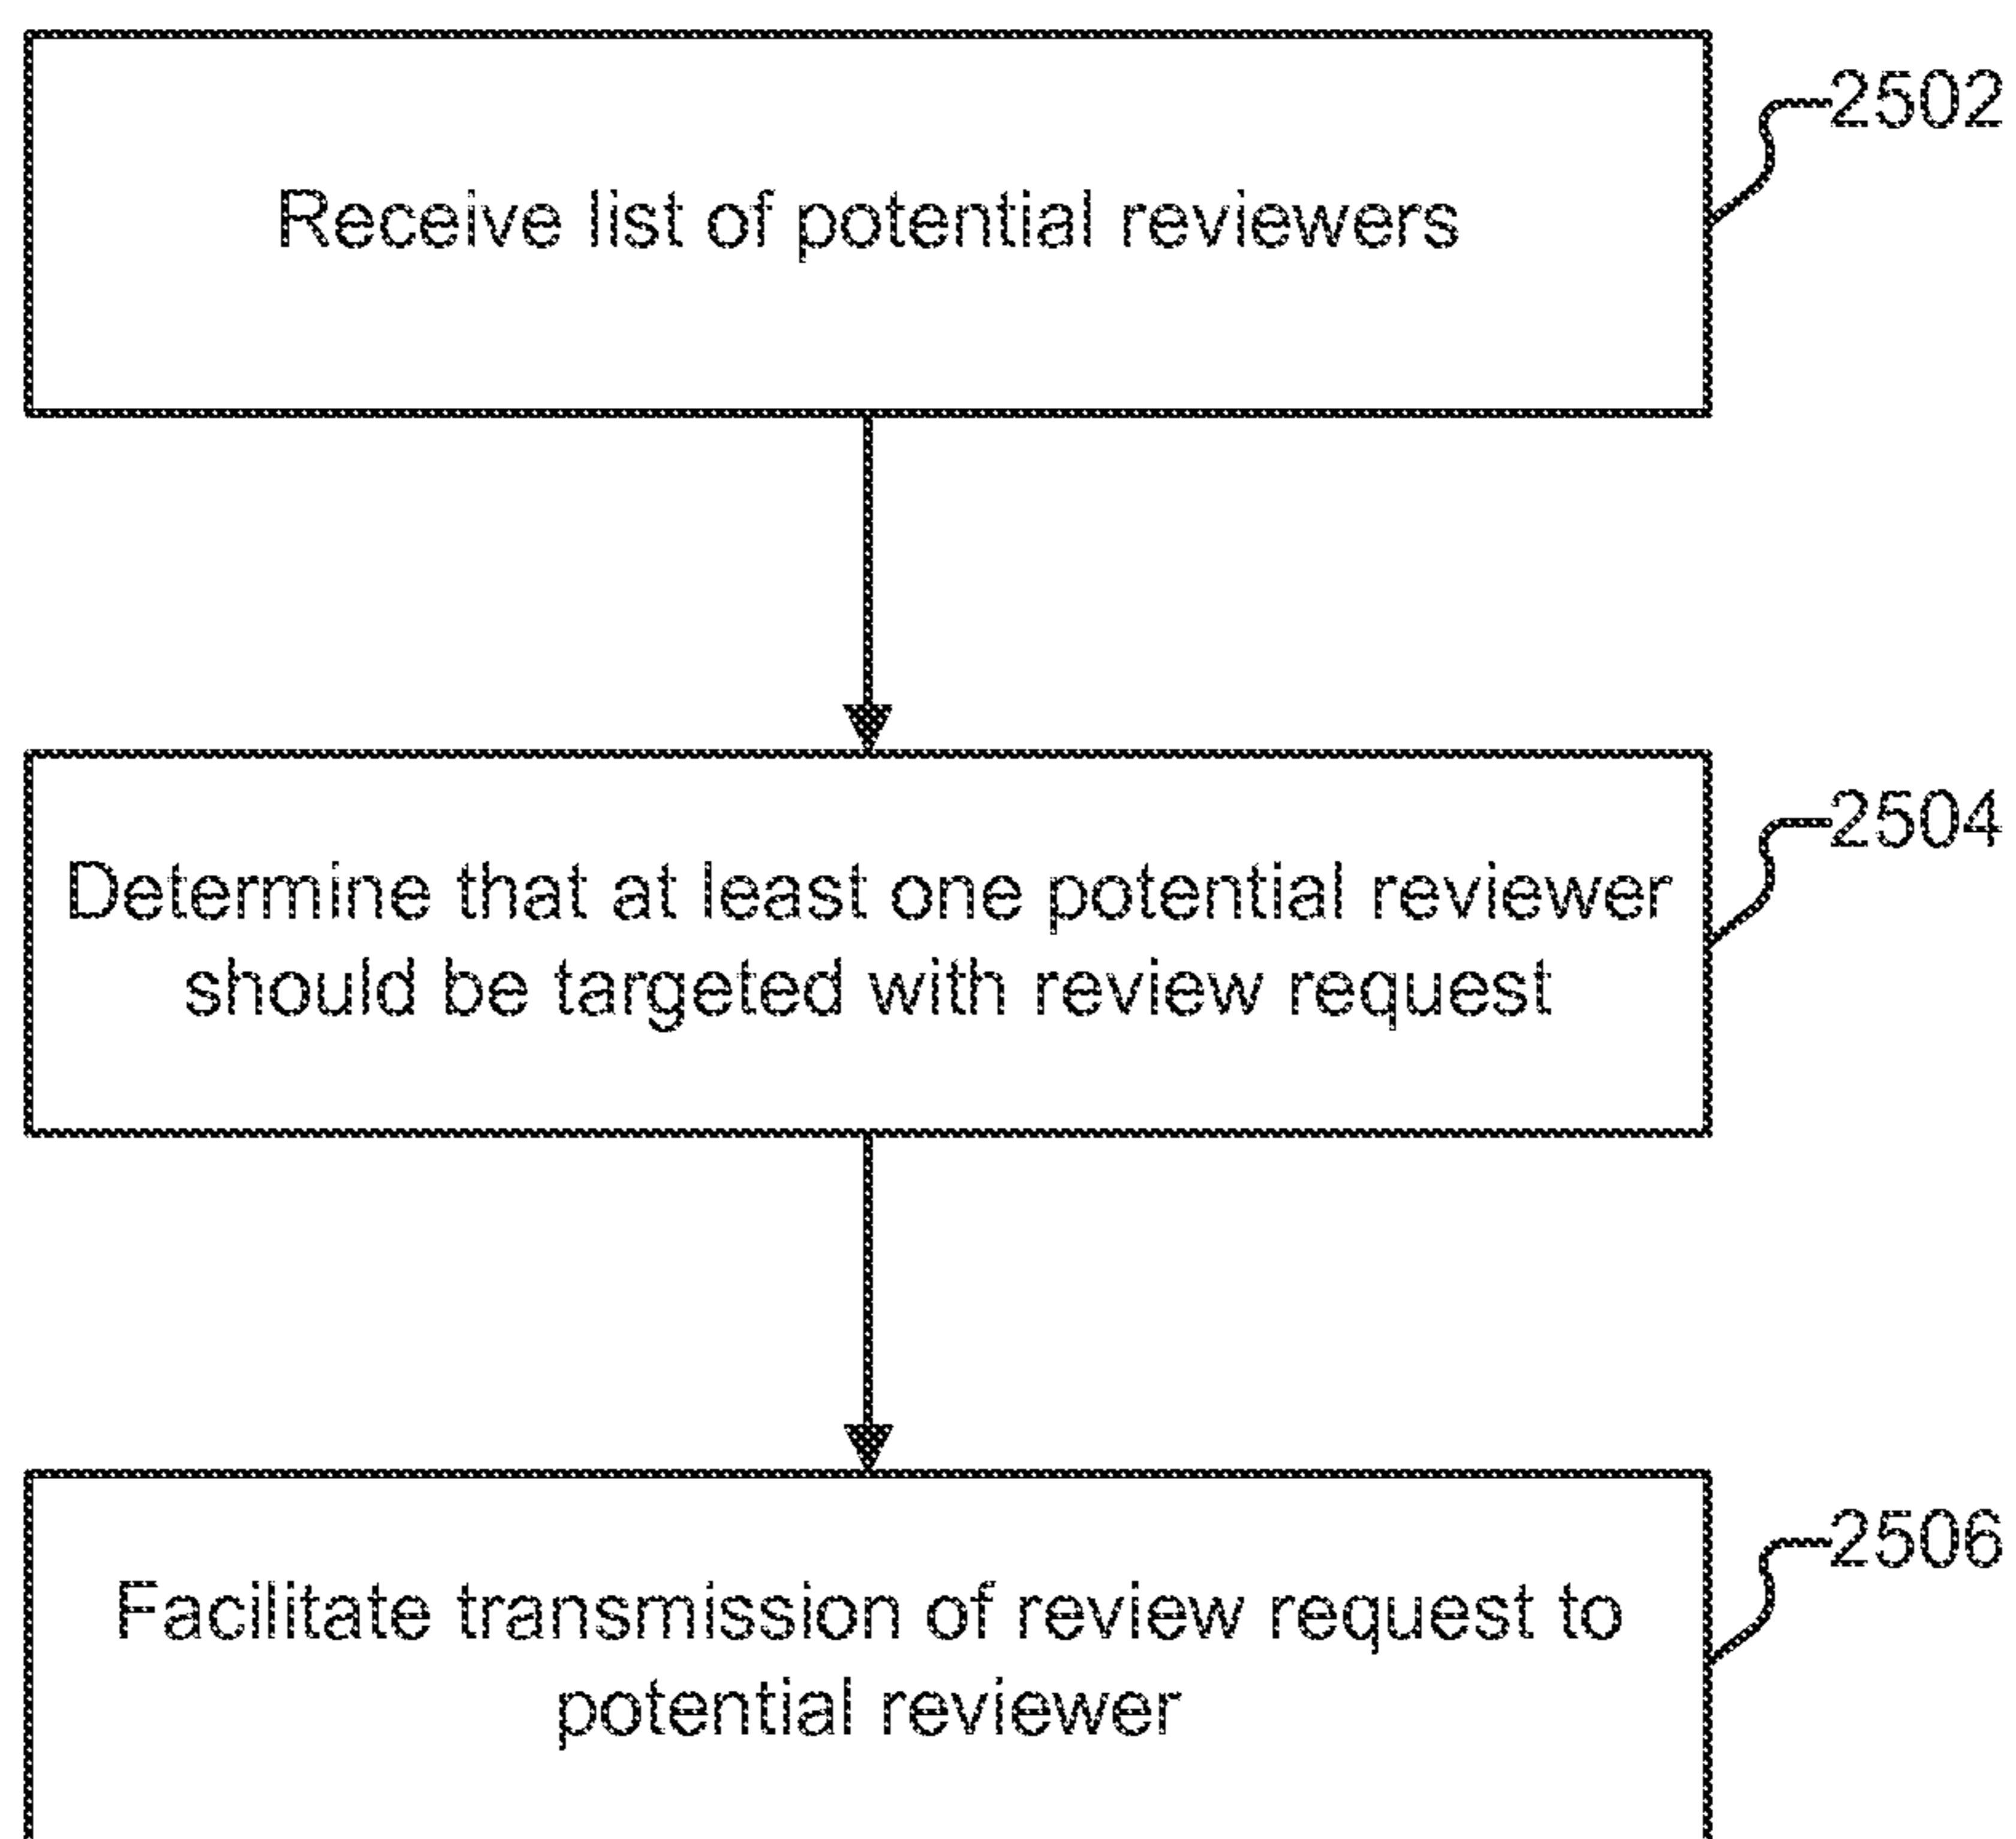 2502
Receive list of potential reviewers
2504
Determine that at least one potential reviewer
should be targeted with review request
2506
Facilitate transmission of review request to
potential reviewer